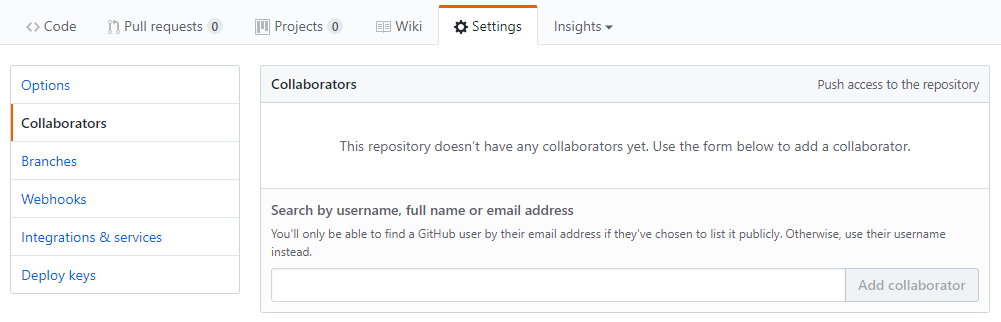 Code Pull requests 0 Projects 0 Wiki Settings Insights
Options
Collaborators
Branches
Webhooks
Integrations & services
Deploy keys
Collaborators Push access to the repository
This repository doesn't have any collaborators yet. Use the form below to add a collaborator.
Search by username, full name or email address
You'll only be able to find a GitHub user by their email address if they've chosen to list it publicly. Otherwise, use their username
instead.
Add collaborator